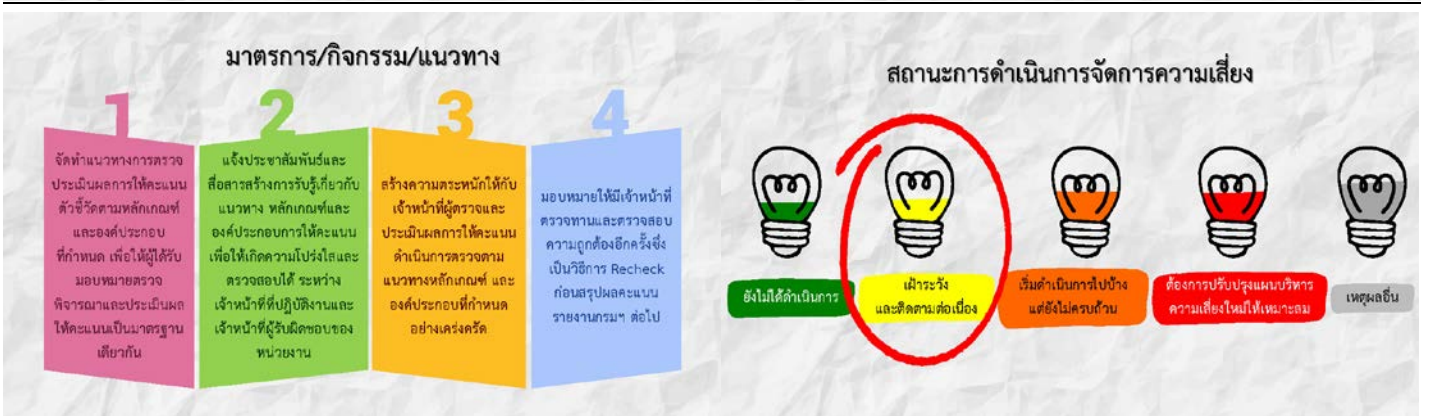 มาตรการ/กิจกรรม/แนวทาง
1
จัดทำแนวทางการตรวจ
ประเมินผลการให้คะแนน
ตัวชี้วัดตามหลักเกณฑ์
และองค์ประกอบ
ที่กำหนด เพื่อให้ผู้ได้รับ
มอบหมายตรวจ
พิจารณาและประเมินผล
ให้คะแนนเป็นมาตรฐาน
เดียวกัน
2
แจ้งประชาสัมพันธ์และ
สื่อสารสร้างการรับรู้เกี่ยวกับ
แนวทาง หลักเกณฑ์และ
องค์ประกอบการให้คะแนน
เพื่อให้เกิดความโปร่งใสและ
ตรวจสอบได้ ระหว่าง
เจ้าหน้าที่ที่ปฏิบัติงานและ
เจ้าหน้าที่ผู้รับผิดชอบของ
หน่วยงาน
3
สร้างความตระหนักให้กับ
เจ้าหน้าที่ผู้ตรวจและ
ประเมินผลการให้คะแนน
ดำเนินการตรวจตาม
แนวทางหลักเกณฑ์ และ
องค์ประกอบที่กำหนด
อย่างเคร่งครัด
4
มอบหมายให้มีเจ้าหน้าที่
ตรวจทานและตรวจสอบ
ความถูกต้องอีกครั้งซึ่ง
เป็นวิธีการ Recheck
ก่อนสรุปผลคะแนน
รายงานกรมฯ ต่อไป
สถานะการดำเนินการจัดการความเสี่ยง
ยังไม่ได้ดำเนินการ
เฝ้าระวัง
และติดตามต่อเนื่อง
เริ่มดำเนินการไปบ้าง
แต่ยังไม่ครบถ้วน
ต้องการปรับปรุงแผนบริหาร
ความเสี่ยงใหม่ให้เหมาะสม
เหตุผลอื่น